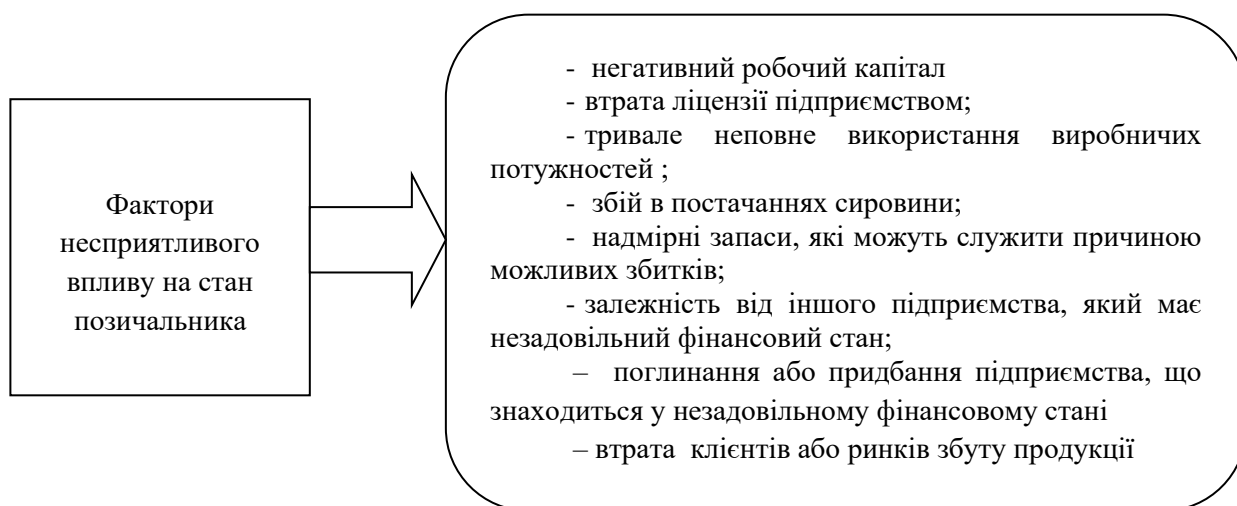 Фактори
несприятливого
впливу на стан
позичальника
- негативний робочий капітал
- втрата ліцензії підприємством;
- тривале неповне використання виробничих
потужностей ;
- збій в постачаннях сировини;
- надмірні запаси, які можуть служити причиною
можливих збитків;
- залежність від іншого підприємства, який має
незадовільний фінансовий стан;
– поглинання або придбання підприємства, що
знаходиться у незадовільному фінансовому стані
– втрата клієнтів або ринків збуту продукції